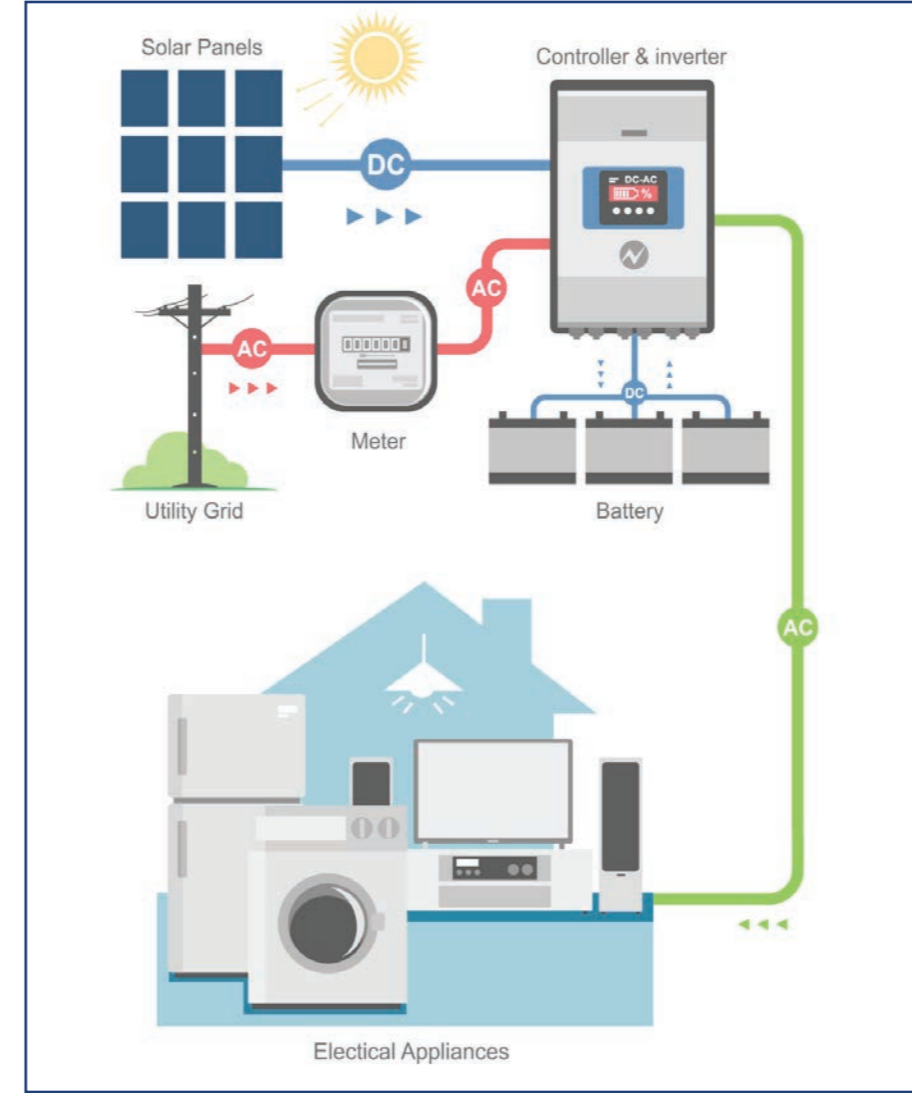 Solar Panels
Controller & inverter
DC
DC-AC
%
AC
AC
DC
Meter
Utility Grid
Battery
AC
Electical Appliances